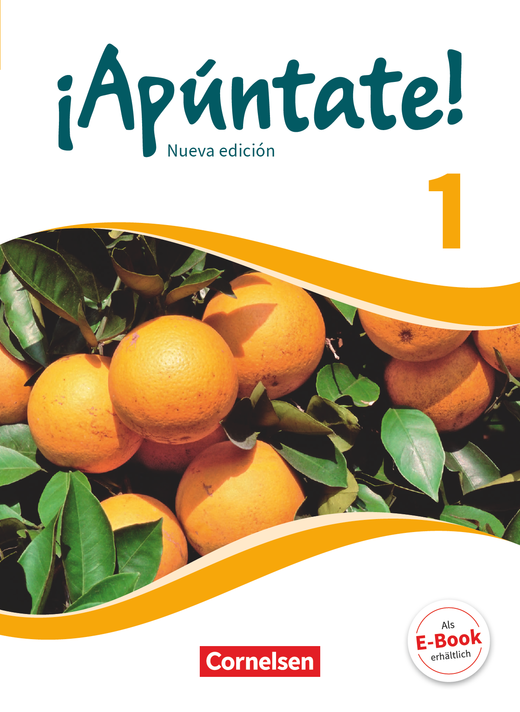 ¡Apúntate!
Nueva edición
1
Als
E-Book
erhältlich
Cornelsen